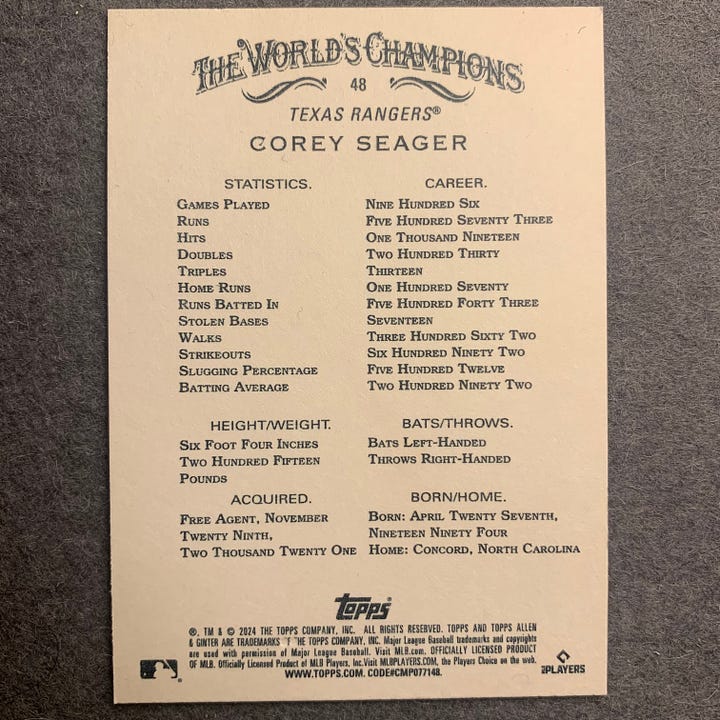 THE WORLD'S CHAMPIONS
48
TEXAS RANGERS®
COREY SEAGER
STATISTICS. CAREER.
GAMES PLAYED NINE HUNDRED SIX
RUNS FIVE HUNDRED SEVENTY THREE
HITS ONE THOUSAND NINETEEN
DOUBLES TWO HUNDRED THIRTY
TRIPLES THIRTEEN
HOME RUNS ONE HUNDRED SEVENTY
RUNS BATTED IN FIVE HUNDRED FORTY THREE
STOLEN BASES SEVENTEEN
WALKS THREE HUNDRED SIXTY TWO
STRIKEOUTS SIX HUNDRED NINETY TWO
SLUGGING PERCENTAGE FIVE HUNDRED TWELVE
BATTING AVERAGE TWO HUNDRED NINETY TWO
HEIGHT/WEIGHT. BATS/THROWS.
SIX FOOT FOUR INCHES BATS LEFT-HANDED
TWO HUNDRED FIFTEEN THROWS RIGHT-HANDED
POUNDS
ACQUIRED. BORN/HOME.
FREE AGENT, NOVEMBER BORN: APRIL TWENTY SEVENTH,
TWENTY NINTH, NINETEEN NINETY FOUR
TWO THOUSAND TWENTY ONE HOME: CONCORD, NORTH CAROLINA
topps®
®, TM & © 2024 THE TOPPS COMPANY, INC. ALL RIGHTS RESERVED. TOPPS AND TOPPS ALLEN
& GINTER ARE TRADEMARKS F THE TOPPS COMPANY, INC. Major League Baseball trademarks and copyrights
are used with permission of Major League Baseball. Visit MLB.com. OFFICIALLY LICENSED PRODUCT
OF MLB. Officially Licensed Product of MLB Players, Inc. Visit MLBPLAYERS.COM, the Players Choice on the web.
WWW.TOPPS.COM. CODE#CMP077148.
PLAYERS